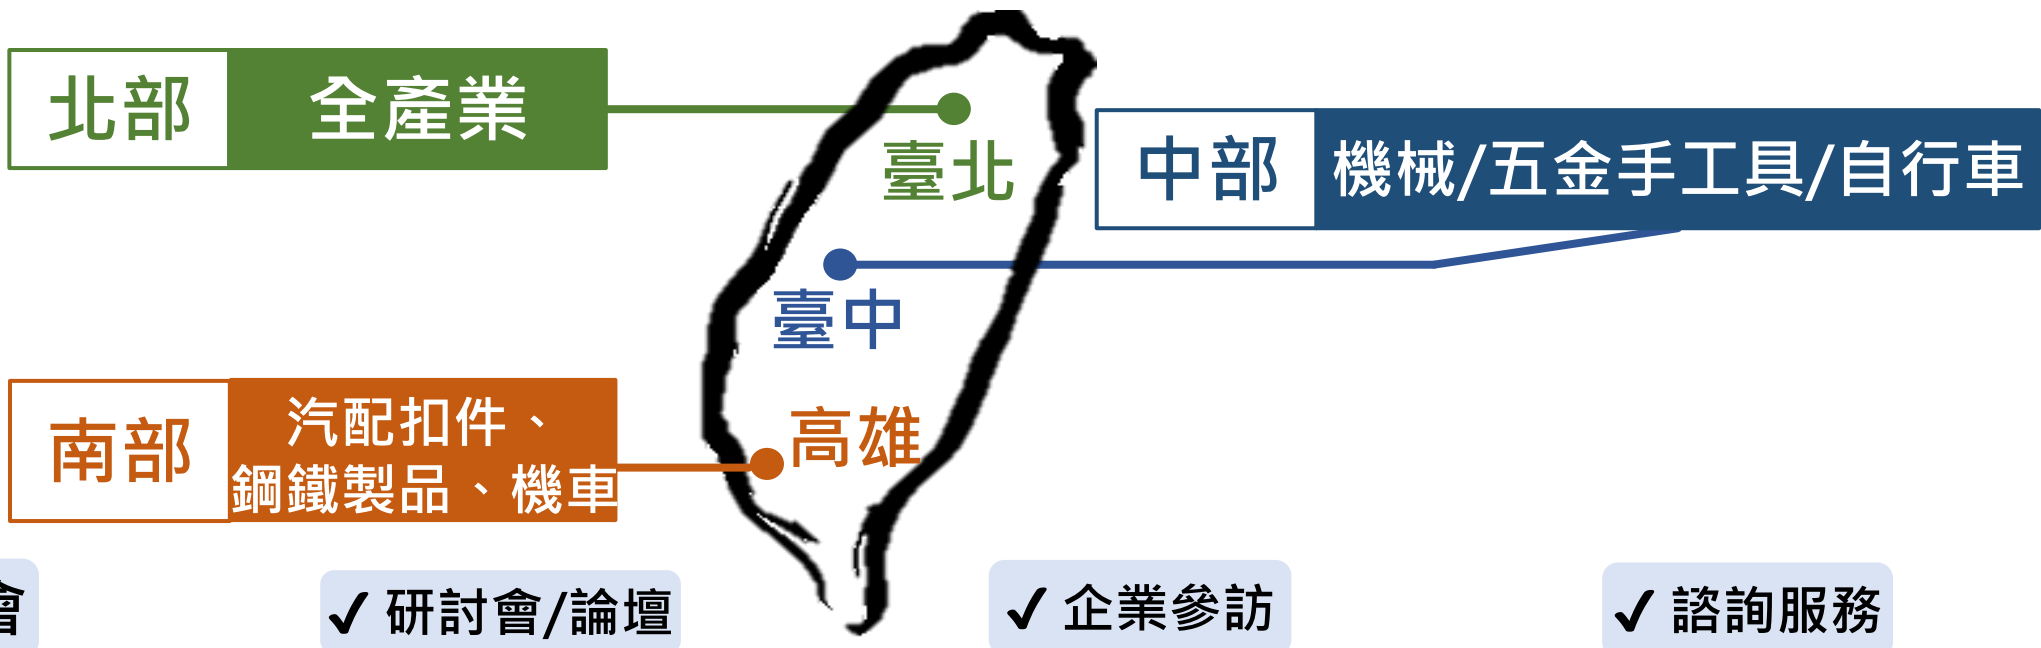 北部 全產業
臺北
中部 機械/五金手工具/自行車
臺中
南部 汽配扣件、
鋼鐵製品、機車
高雄
會
✓ 研討會/論壇
✓ 企業參訪
✓ 諮詢服務